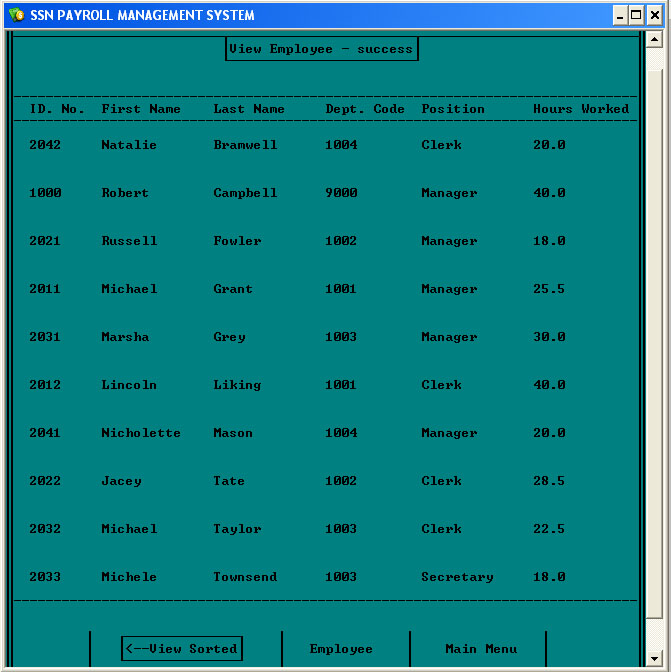 SSN PAYROLL MANAGEMENT SYSTEM
View Employee - success
ID. No. First Name Last Name Dept. Code Position Hours Worked
2042 Natalie Bramwell 1004 Clerk 20.0
1000 Robert Campbell 9000 Manager 40.0
2021 Russell Fowler 1002 Manager 18.0
2011 Michael Grant 1001 Manager 25.5
2031 Marsha Grey 1003 Manager 30.0
2012 Lincoln Liking 1001 Clerk 40.0
2041 Nicholette Mason 1004 Manager 20.0
2022 Jacey Tate 1002 Clerk 28.5
2032 Michael Taylor 1003 Clerk 22.5
2033 Michele Townsend 1003 Secretary 18.0
<--View Sorted Employee Main Menu